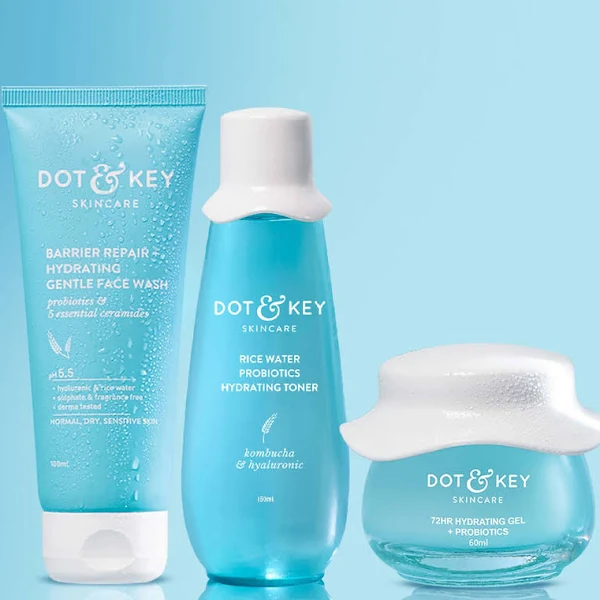 DOT & KEY
SKINCARE
BARRIER REPAIR +
HYDRATING
GENTLE FACE WASH
probiotics &
5 essential ceramides
pH 5.5
+ hyaluronic & rice water
+ sulphate & fragrance free
+ derma tested
NORMAL, DRY, SENSITIVE SKIN
100ml
DOT & KEY
SKINCARE
RICE WATER
PROBIOTICS
HYDRATING TONER
kombucha
& hyaluronic
150ml
DOT & KEY
SKINCARE
72HR HYDRATING GEL
+ PROBIOTICS
60ml